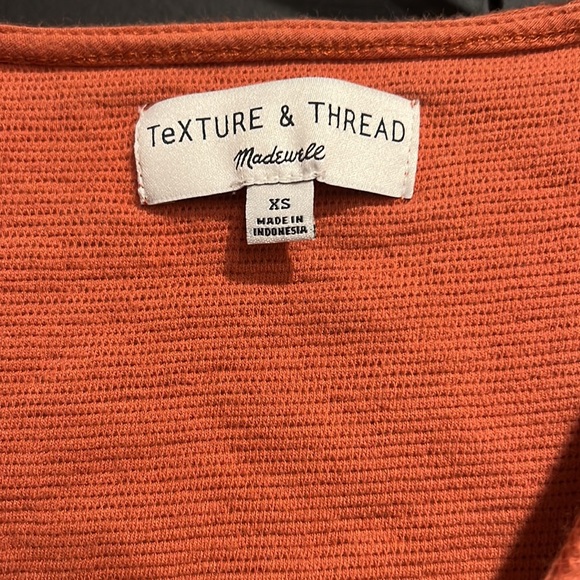 TeXTURE & THREAD
Madewell
XS
MADE IN
INDONESIA